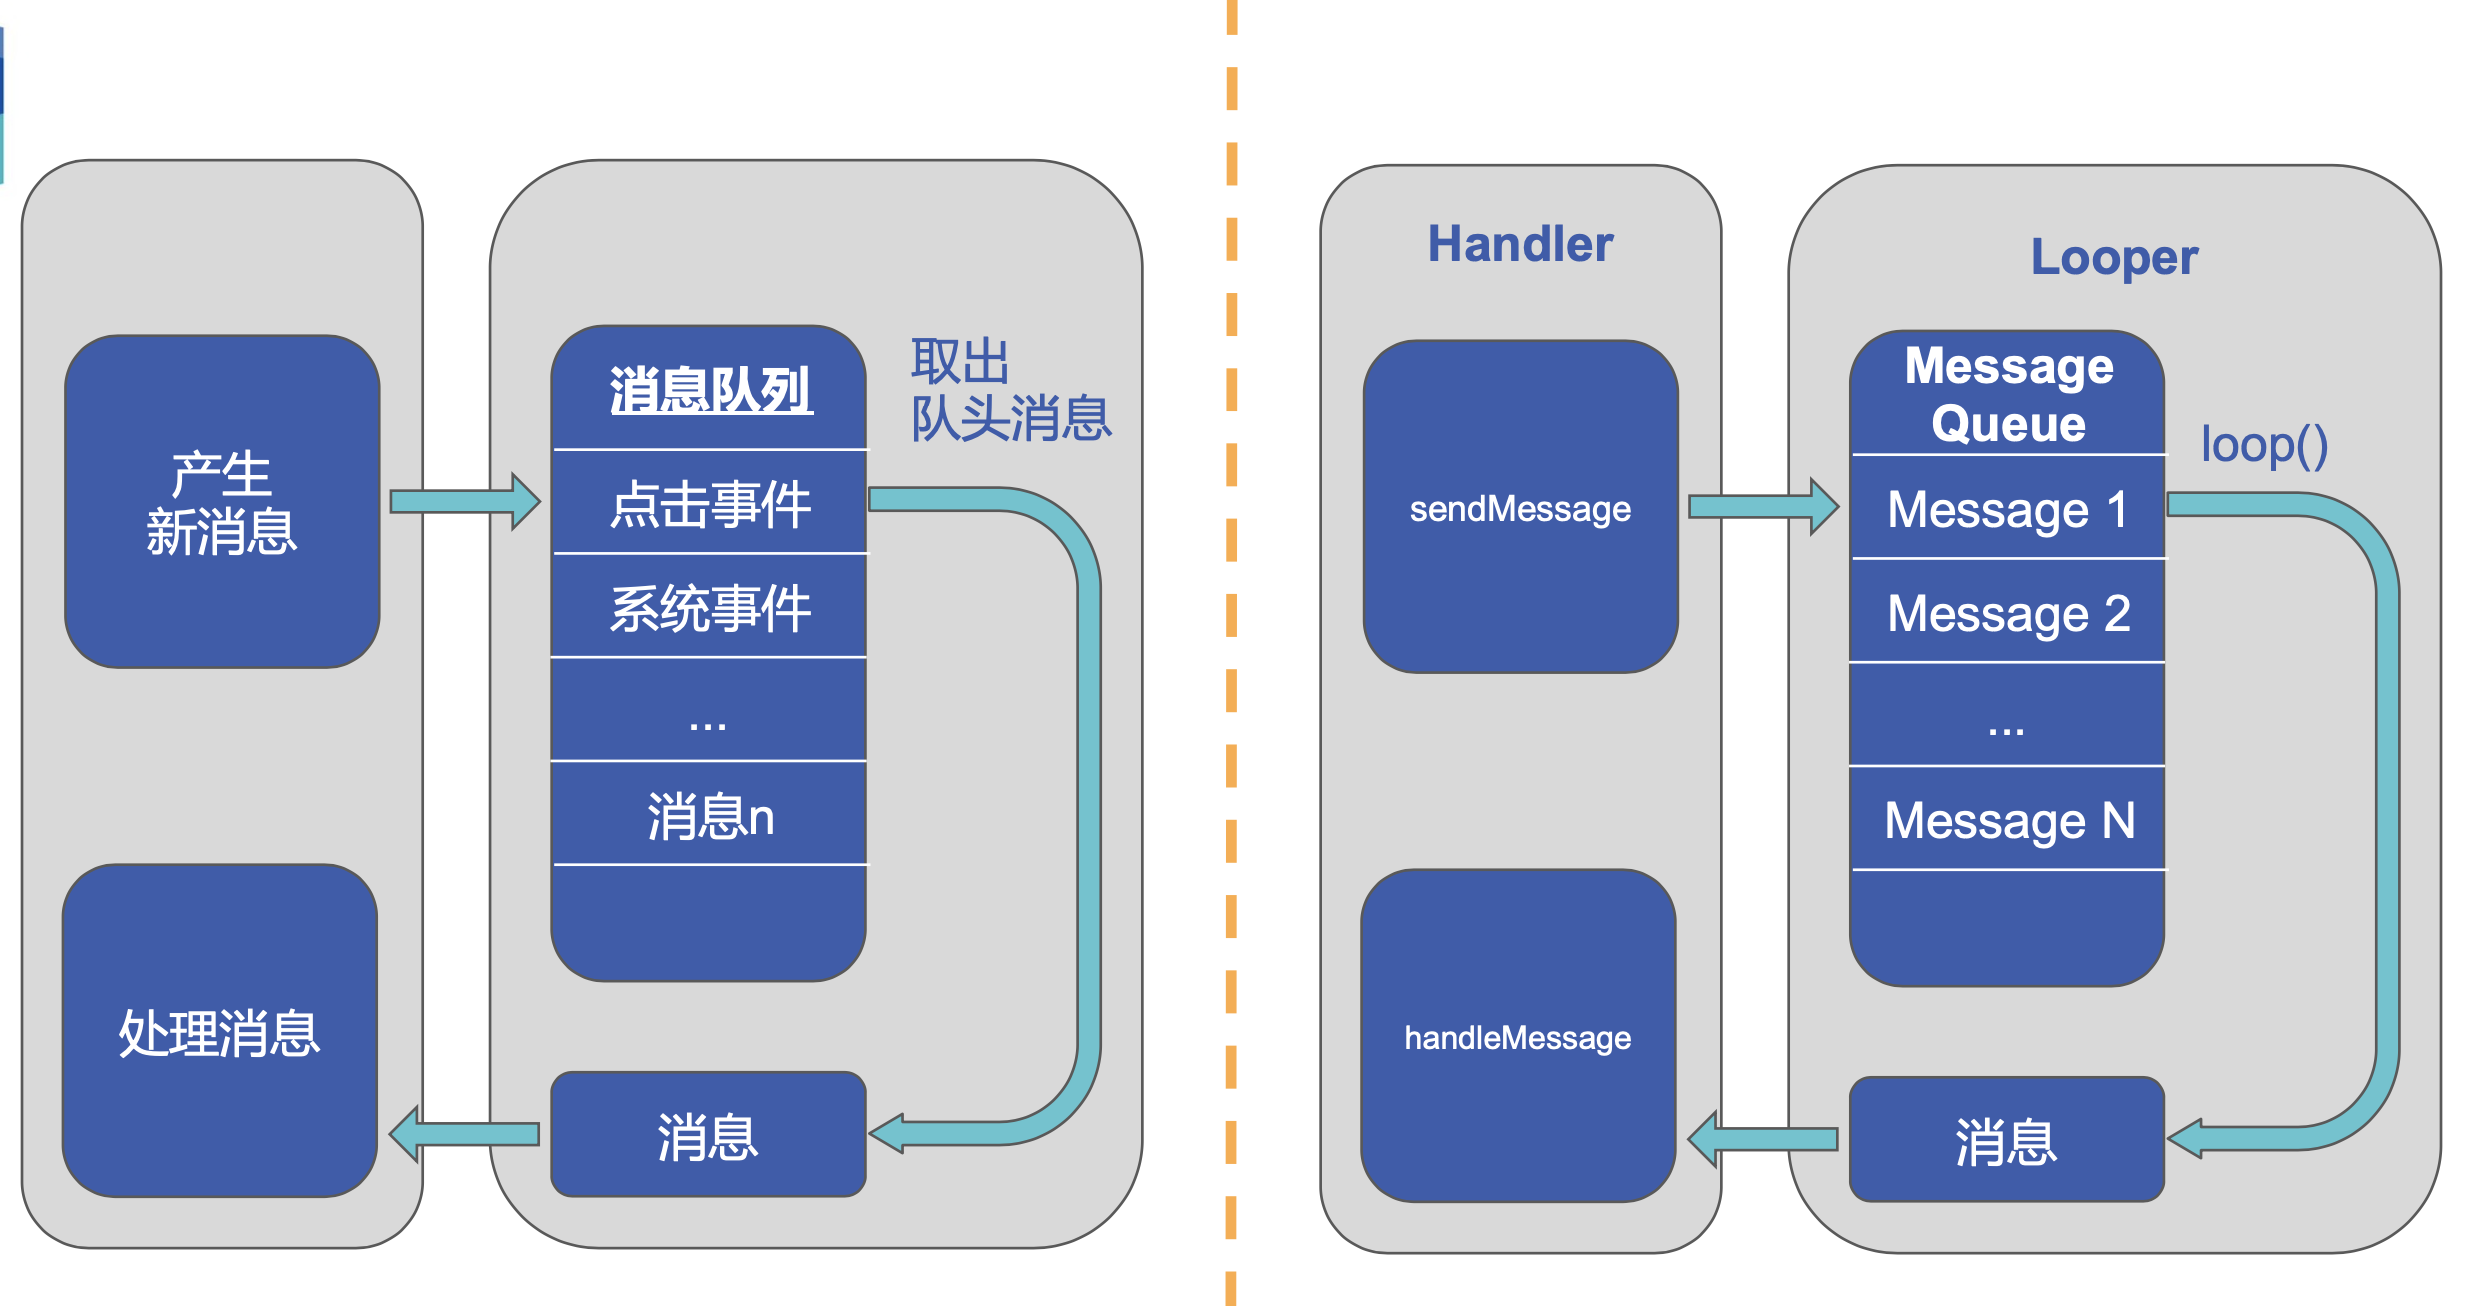 产生
新消息
处理消息
消息队列
点击事件
系统事件
...
消息n
取出
队头消息
消息
Handler
sendMessage
handleMessage
Looper
Message
Queue
Message 1
Message 2
...
Message N
loop()
消息